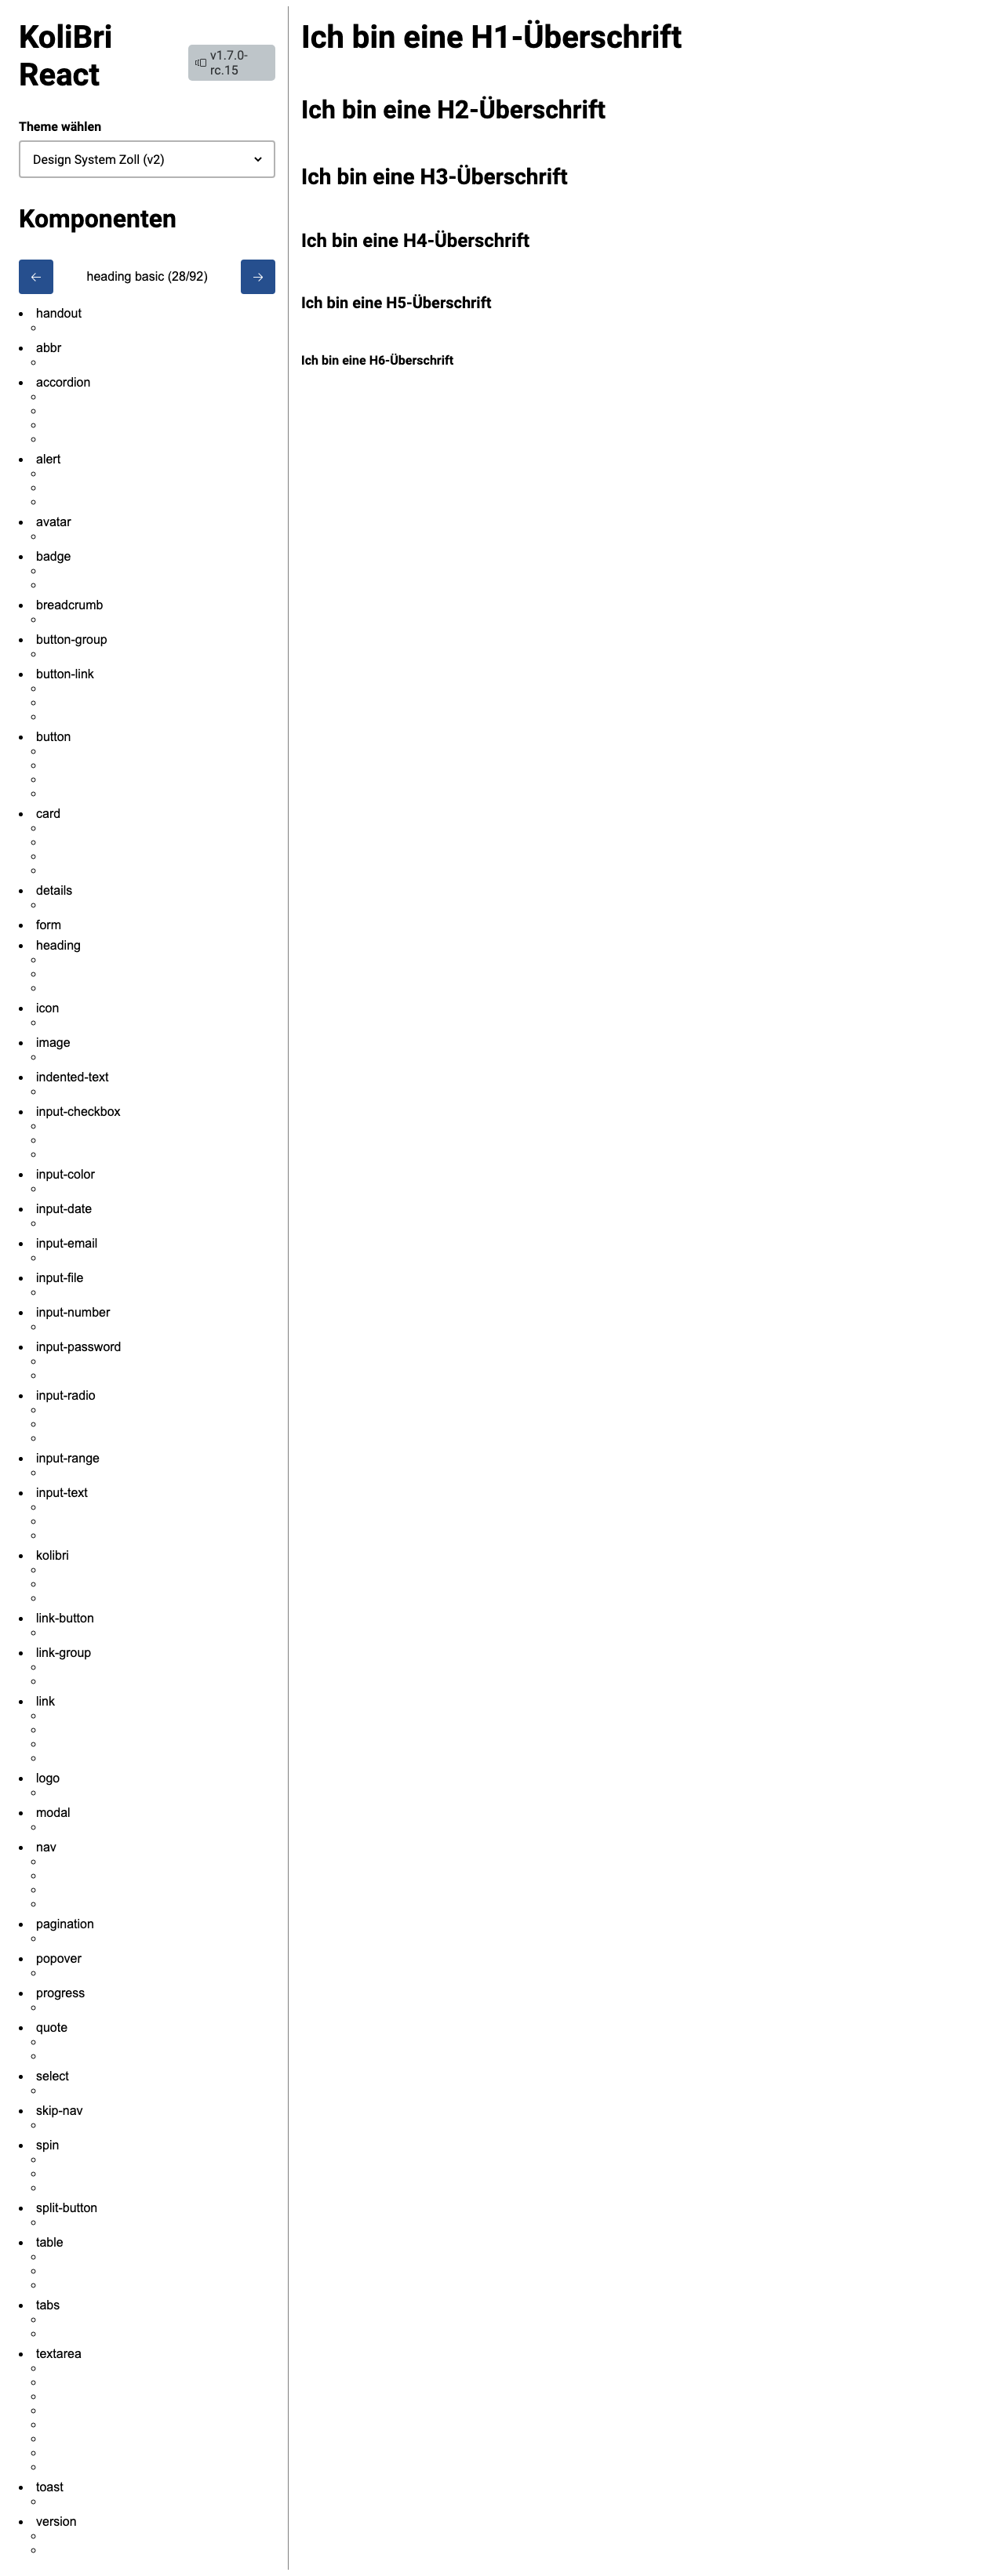 KoliBri
React
v1.7.0-
rc.15
Theme wählen
Design System Zoll (v2)
Komponenten
heading basic (28/92)
handout
abbr
accordion
alert
avatar
badge
breadcrumb
button-group
button-link
button
card
details
form
heading
icon
image
indented-text
input-checkbox
input-color
input-date
input-email
input-file
input-number
input-password
input-radio
input-range
input-text
kolibri
link-button
link-group
link
logo
modal
nav
pagination
popover
progress
quote
select
skip-nav
spin
split-button
table
tabs
textarea
toast
version
Ich bin eine H1-Überschrift
Ich bin eine H2-Überschrift
Ich bin eine H3-Überschrift
Ich bin eine H4-Überschrift
Ich bin eine H5-Überschrift
Ich bin eine H6-Überschrift